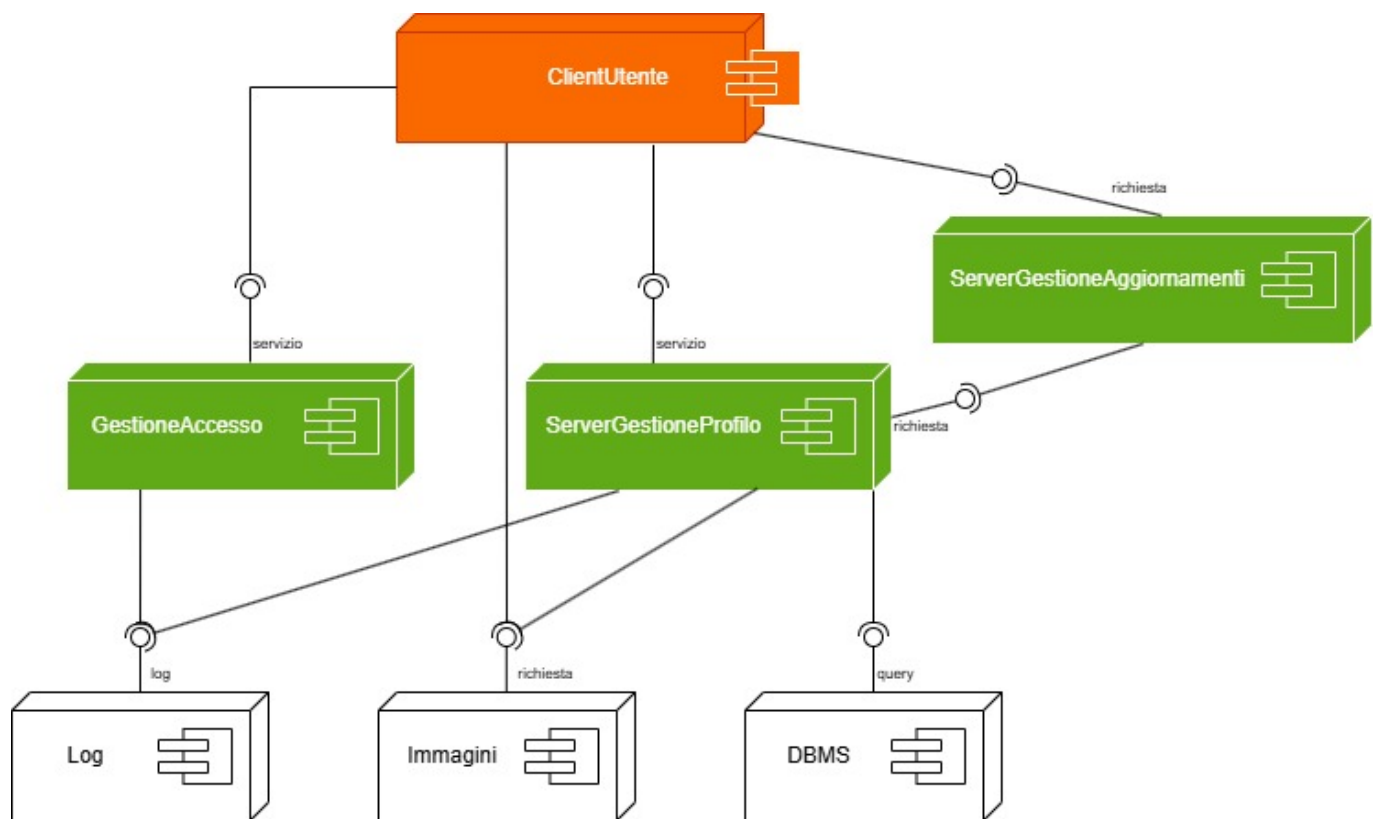 ClientUtente
richiesta
ServerGestioneAggiornamenti
servizio
servizio
GestioneAccesso
ServerGestioneProfilo
richiesta
log
richiesta
query
Log
Immagini
DBMS